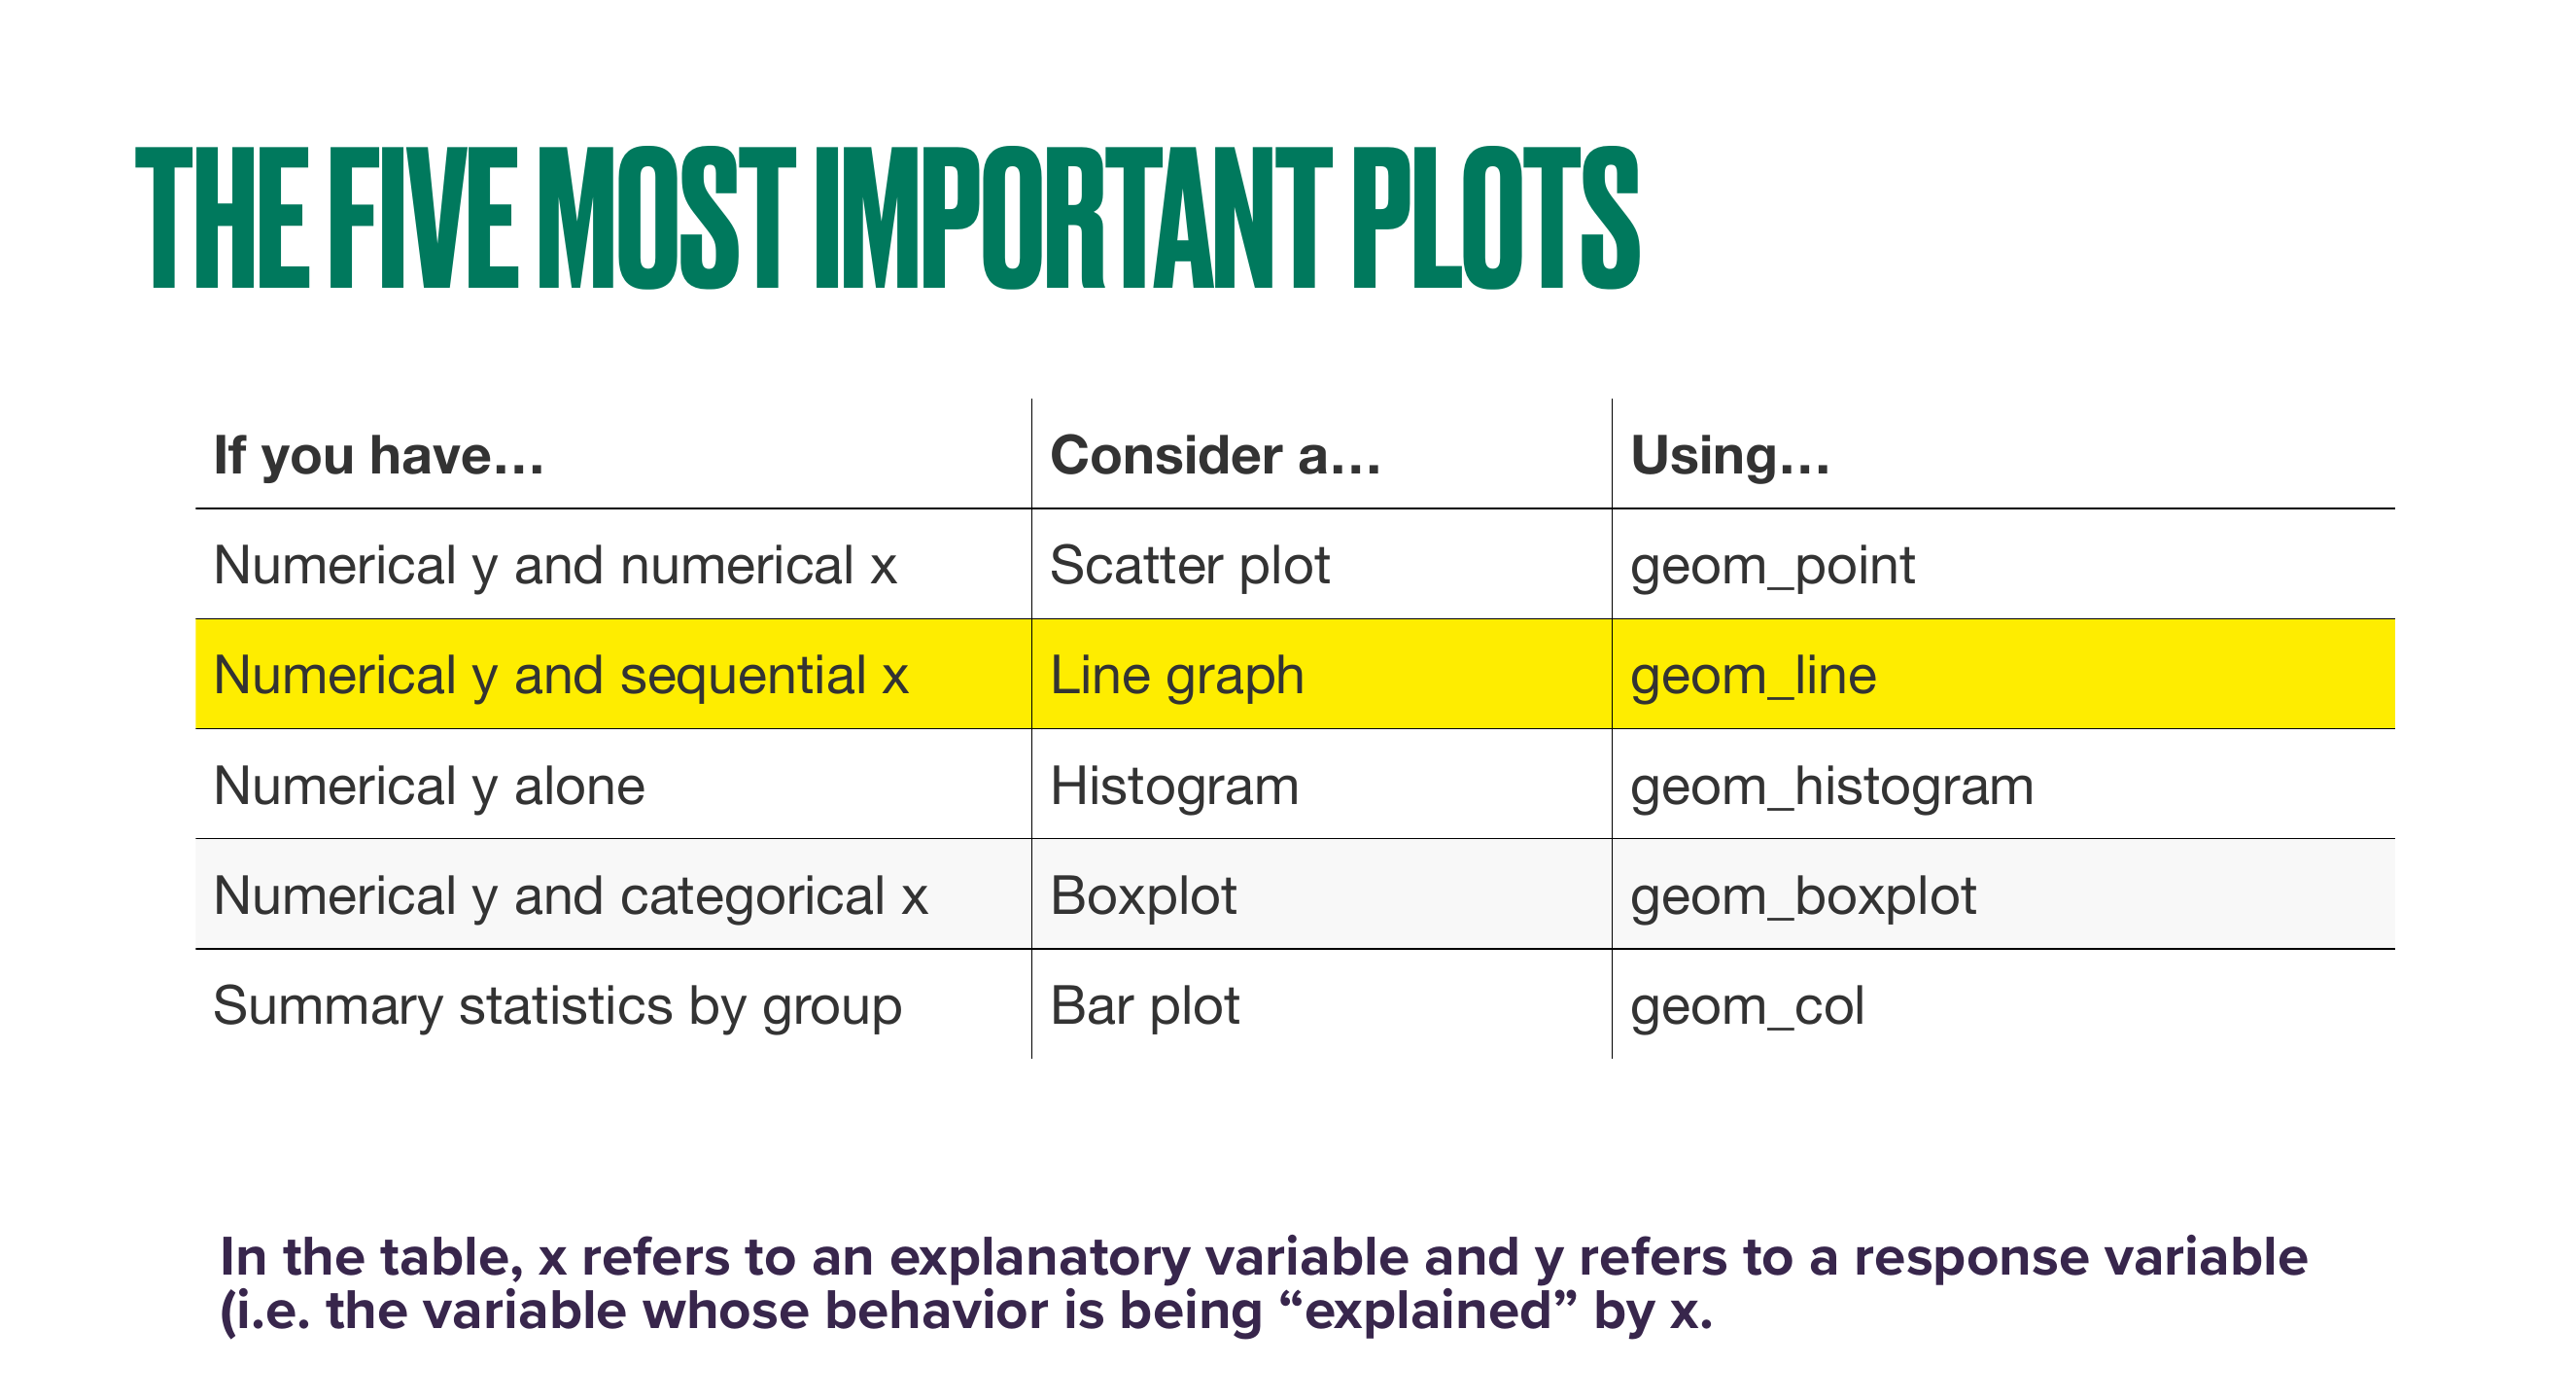 THE FIVE MOST IMPORTANT PLOTS
If you have… Consider a… Using…
Numerical y and numerical x Scatter plot geom_point
Numerical y and sequential x Line graph geom_line
Numerical y alone Histogram geom_histogram
Numerical y and categorical x Boxplot geom_boxplot
Summary statistics by group Bar plot geom_col
In the table, x refers to an explanatory variable and y refers to a response variable
(i.e. the variable whose behavior is being “explained” by x.